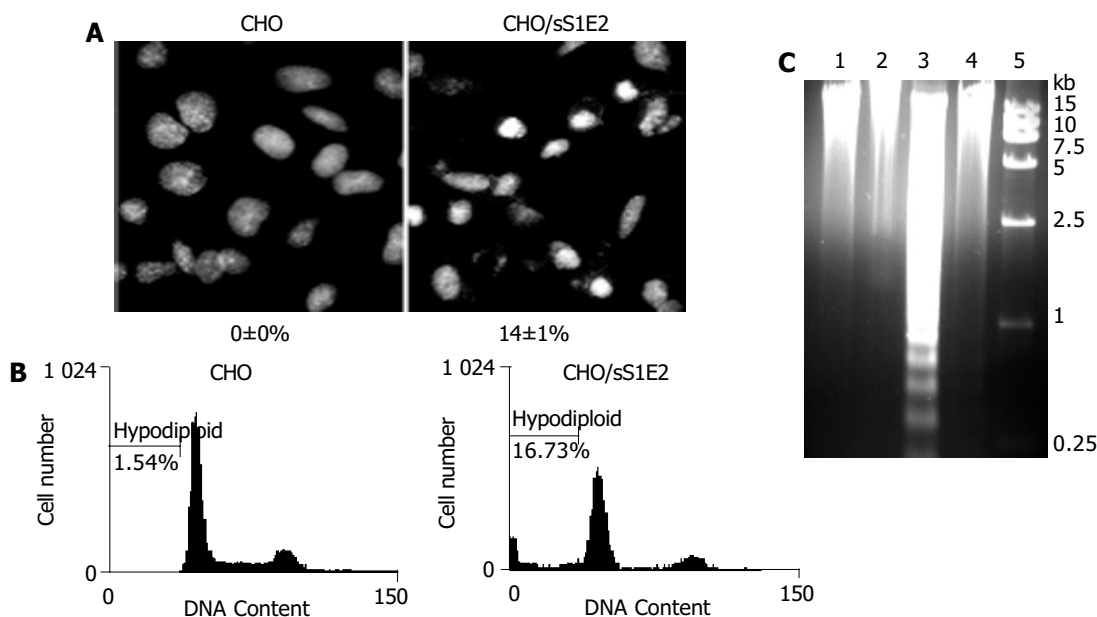 A
CHO
CHO/sS1E2
0±0%
14±1%
B
1 024
CHO
Hypodiploid
1.54%
Cell number
0
0
150
DNA Content
1 024
CHO/sS1E2
Hypodiploid
16.73%
Cell number
0
0
150
DNA Content
C
1 2 3 4 5
kb
15
10
7.5
5
2.5
1
0.25